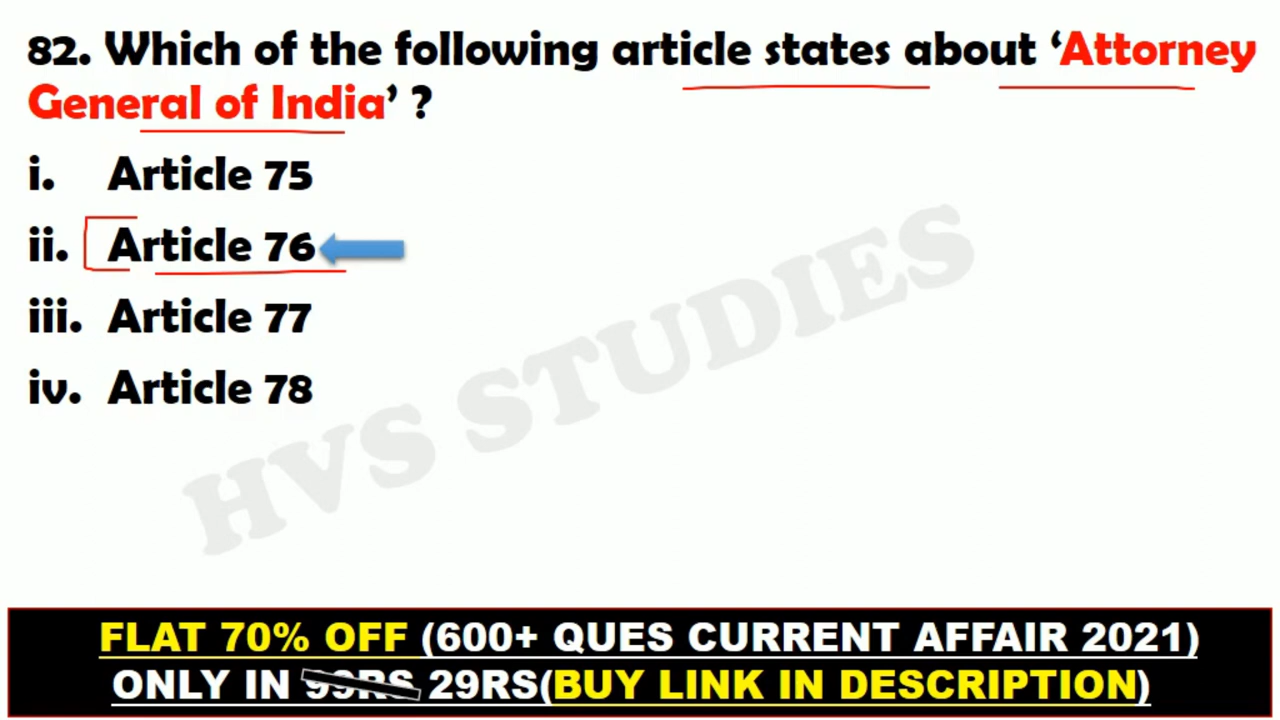 82. Which of the following article states about ‘Attorney
General of India’ ?
i. Article 75
ii. Article 76
iii. Article 77
iv. Article 78
HVS STUDIES
FLAT 70% OFF (600+ QUES CURRENT AFFAIR 2021)
ONLY IN 99RS 29RS(BUY LINK IN DESCRIPTION)